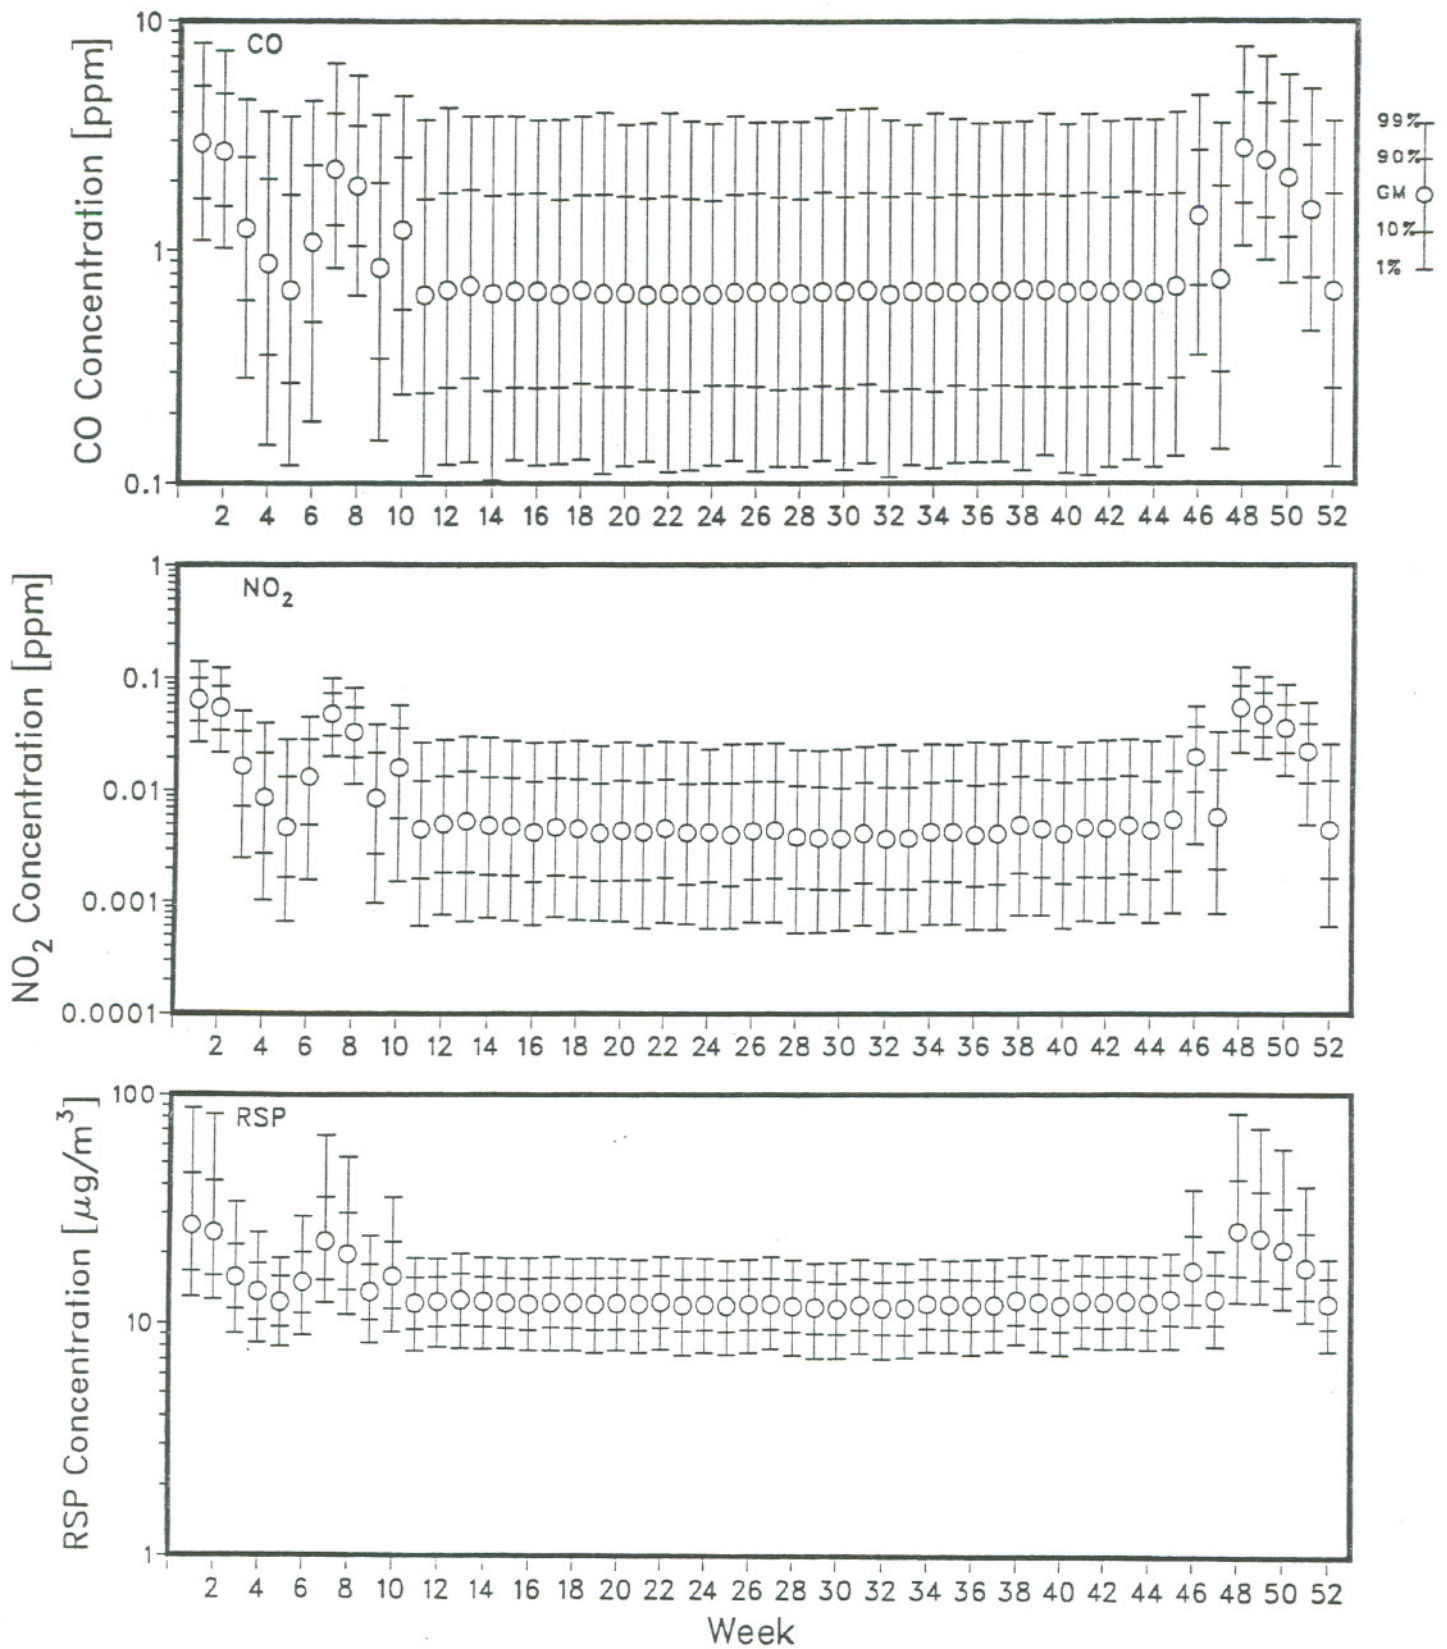 10
CO
CO Concentration [ppm]
1
0.1
99%
90%
GM
10%
1%
2 4 6 8 10 12 14 16 18 20 22 24 26 28 30 32 34 36 38 40 42 44 46 48 50 52
1
NO₂
NO₂ Concentration [ppm]
0.1
0.01
0.001
0.0001
2 4 6 8 10 12 14 16 18 20 22 24 26 28 30 32 34 36 38 40 42 44 46 48 50 52
100
RSP
RSP Concentration [μg/m³]
10
1
2 4 6 8 10 12 14 16 18 20 22 24 26 28 30 32 34 36 38 40 42 44 46 48 50 52
Week